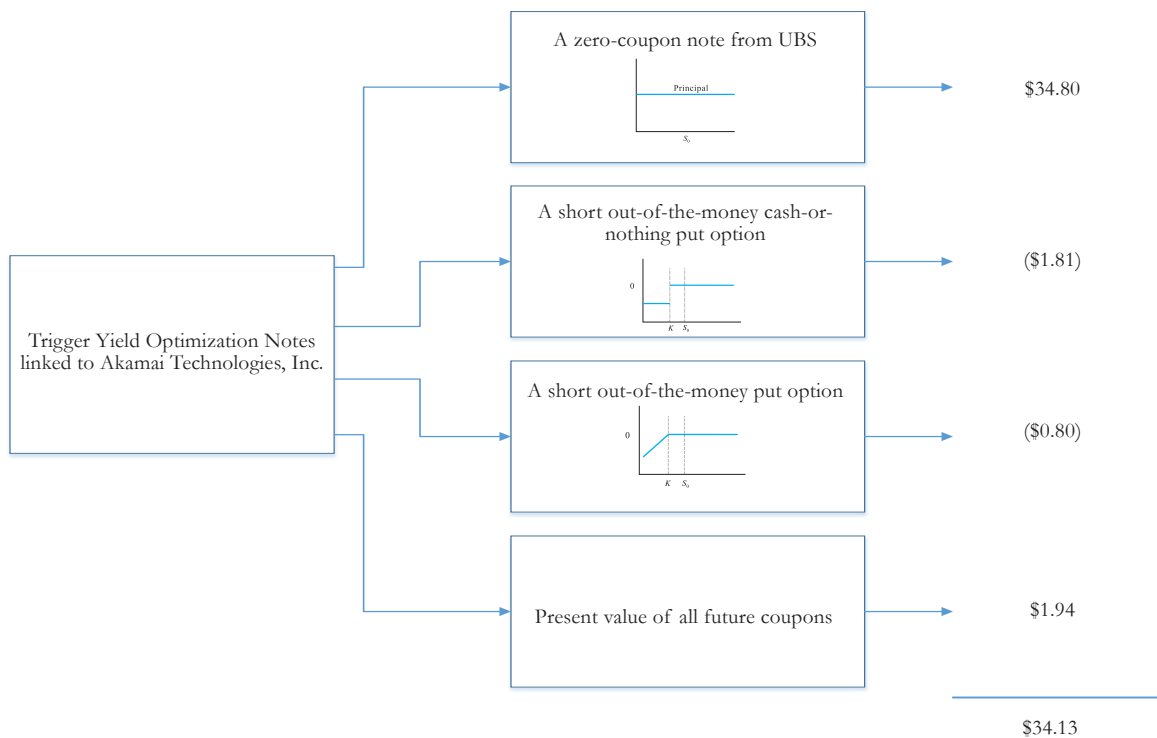 A zero-coupon note from UBS
Principal
S₀
$34.80
A short out-of-the-money cash-or-
nothing put option
0
K S₀
($1.81)
Trigger Yield Optimization Notes
linked to Akamai Technologies, Inc.
A short out-of-the-money put option
0
K S₀
($0.80)
Present value of all future coupons
$1.94
$34.13